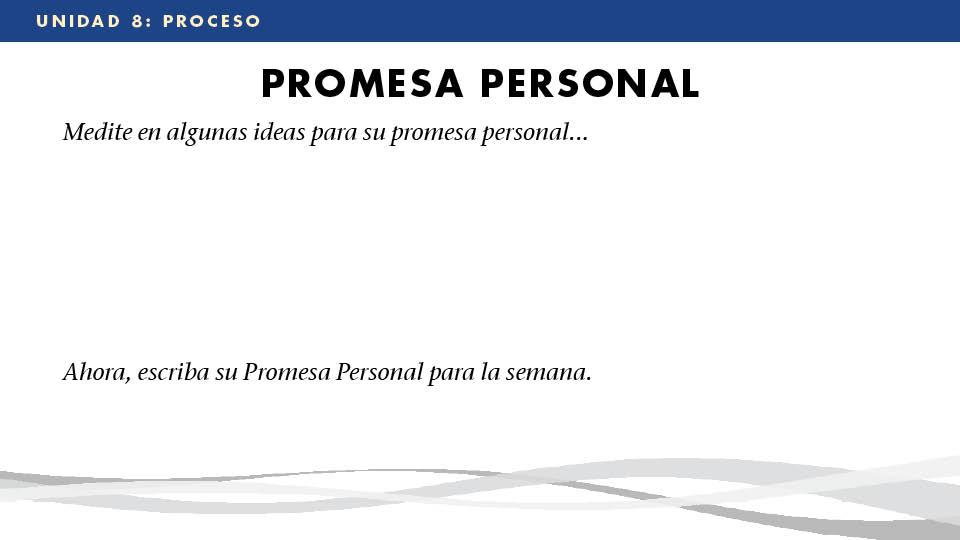 UNIDAD 8: PROCESO
PROMESA PERSONAL
Medite en algunas ideas para su promesa personal...
Ahora, escriba su Promesa Personal para la semana.